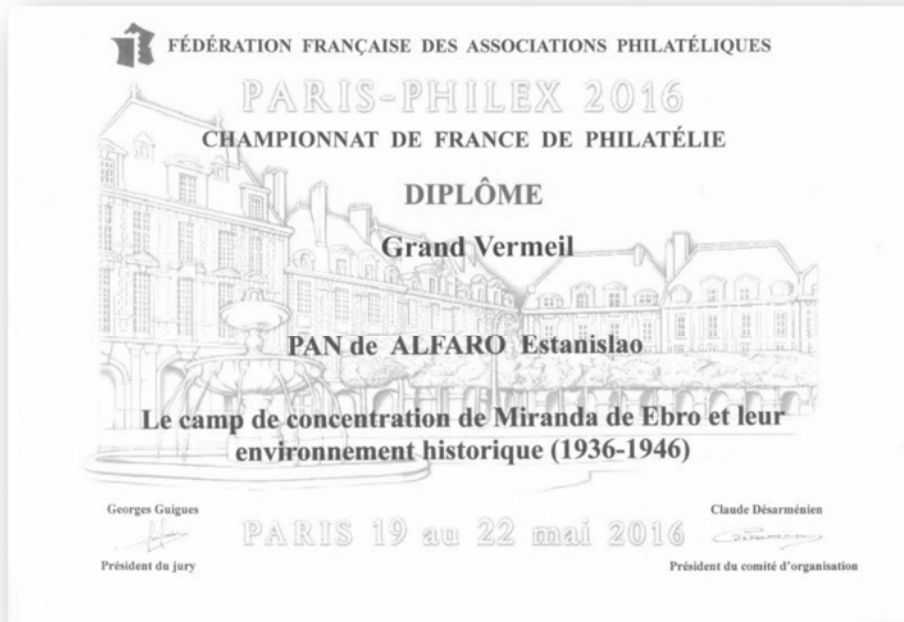 FÉDÉRATION FRANÇAISE DES ASSOCIATIONS PHILATÉLIQUES
PARIS-PHILEX 2016
CHAMPIONNAT DE FRANCE DE PHILATÉLIE
DIPLÔME
Grand Vermeil
PAN de ALFARO Estanislao
Le camp de concentration de Miranda de Ebro et leur
environnement historique (1936-1946)
Georges Guigues
Claude Désarménien
PARIS 19 au 22 mai 2016
Président du jury
Président du comité d'organisation